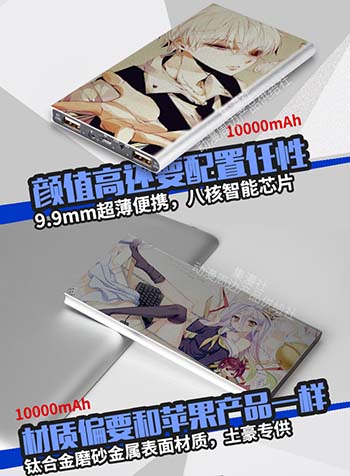 10000mAh
颜值高还要配置任性
9.9mm超薄便携，八核智能芯片
10000mAh
材质偏要和苹果产品一样
钛合金磨砂金属表面材质，土豪专供